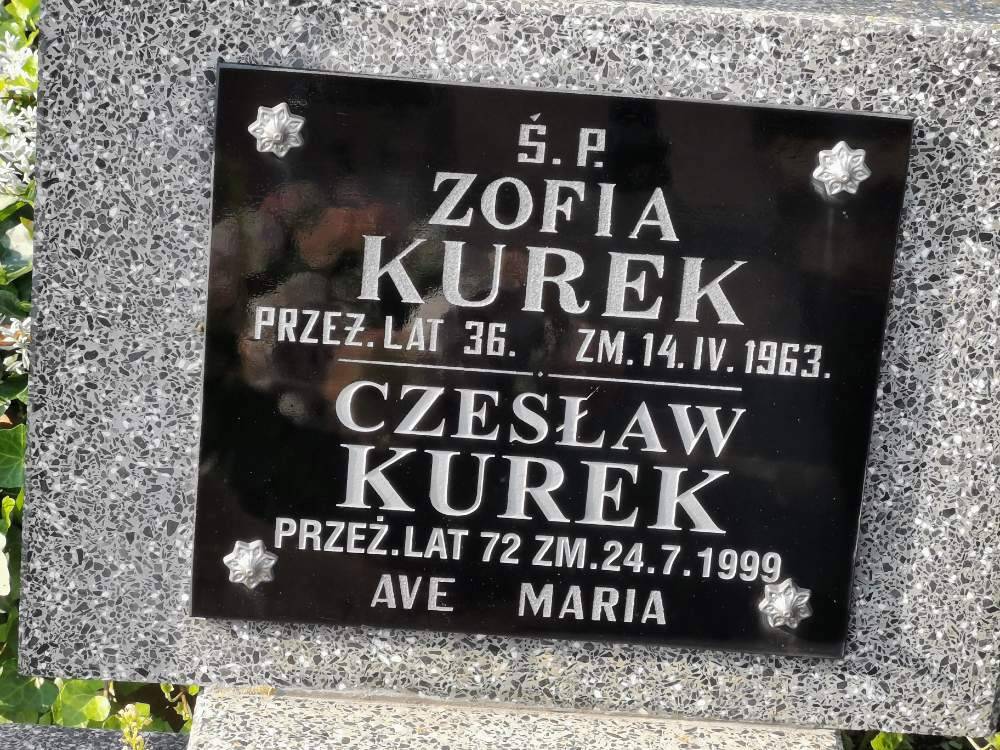 Ś. P.
ZOFIA
KUREK
PRZEŻ. LAT 36. ZM. 14. IV. 1963.
CZESŁAW
KUREK
PRZEŻ. LAT 72 ZM. 24.7.1999
AVE MARIA